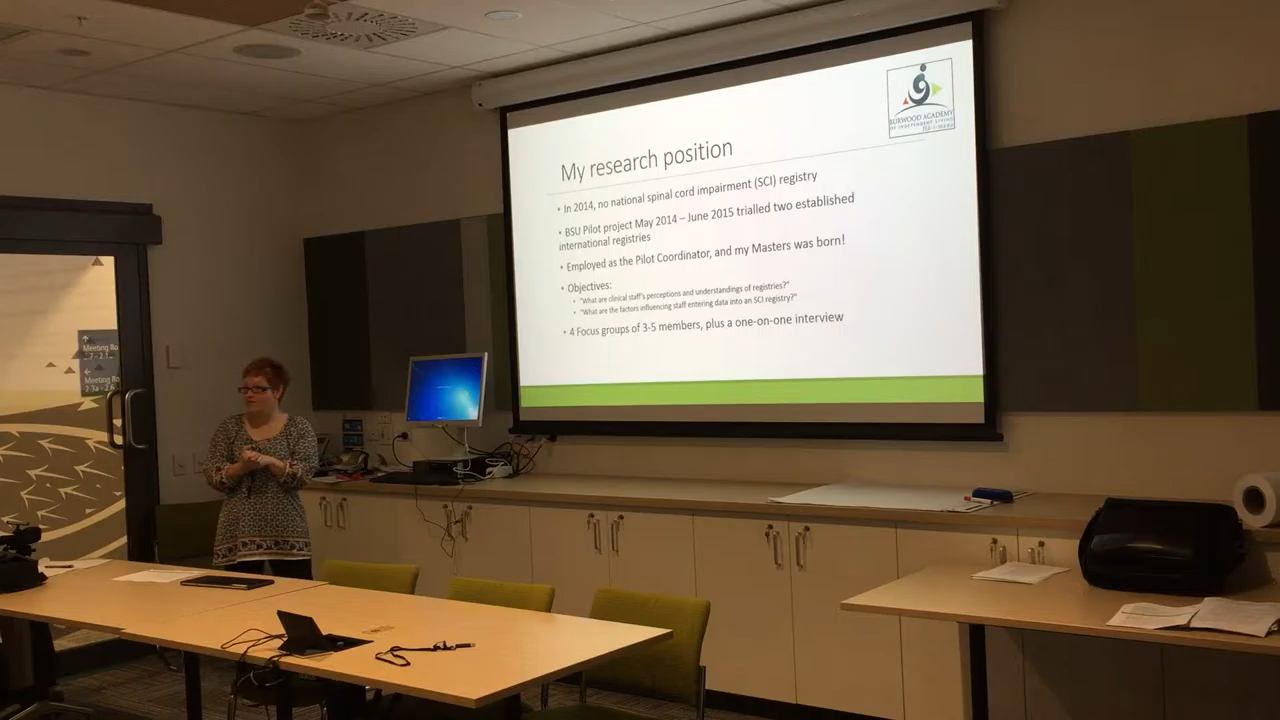 BURWOOD ACADEMY
OF INDEPENDENT LIVING
My research position
• In 2014, no national spinal cord impairment (SCI) registry
• BSU Pilot project May 2014 – June 2015 trialled two established
international registries
• Employed as the Pilot Coordinator, and my Masters was born!
• Objectives:
• "What are clinical staff's perceptions and understandings of registries?"
• "What are the factors influencing staff entering data into an SCI registry?"
• 4 Focus groups of 3-5 members, plus a one-on-one interview
Meeting Ro
Meeting Ro